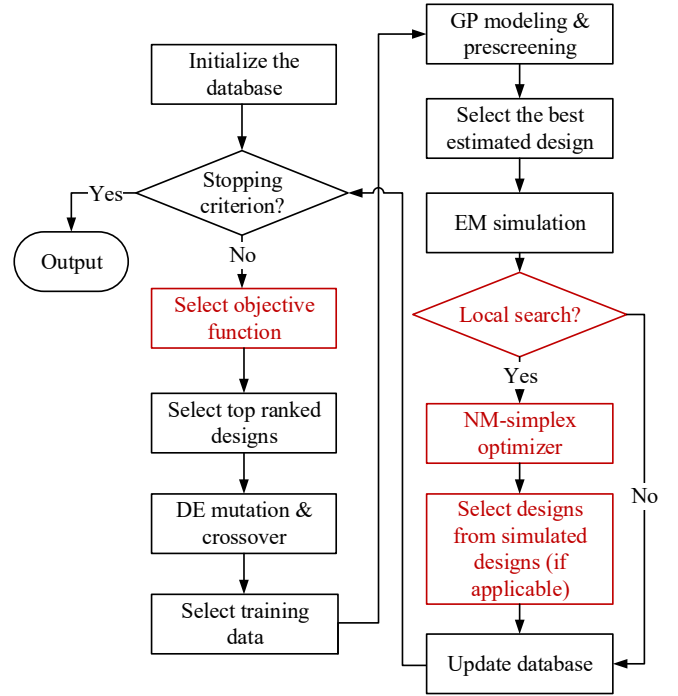 Initialize the
database
Stopping
criterion?
Yes
Output
No
Select objective
function
Select top ranked
designs
DE mutation &
crossover
Select training
data
GP modeling &
prescreening
Select the best
estimated design
EM simulation
Local search?
Yes
NM-simplex
optimizer
No
Select designs
from simulated
designs (if
applicable)
Update database